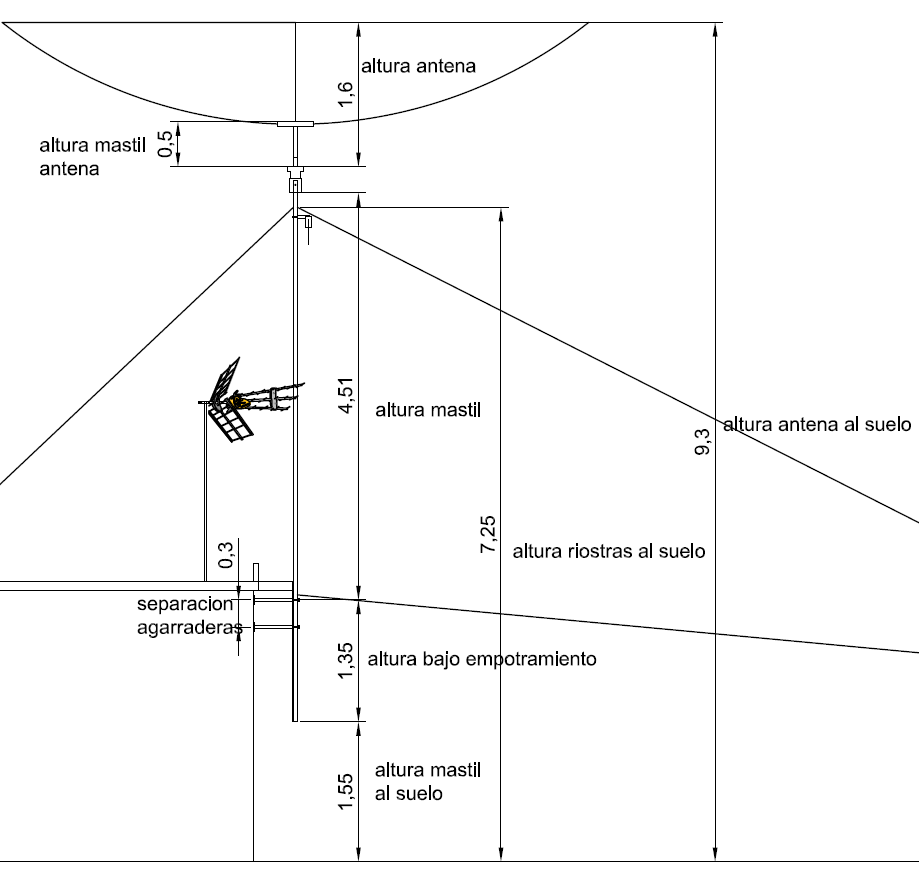 altura antena
1,6
altura mastil
antena
0,5
4,51
altura mastil
altura antena al suelo
9,3
7,25
altura riostras al suelo
0,3
separacion
agarraderas
1,35
altura bajo empotramiento
altura mastil
al suelo
1,55